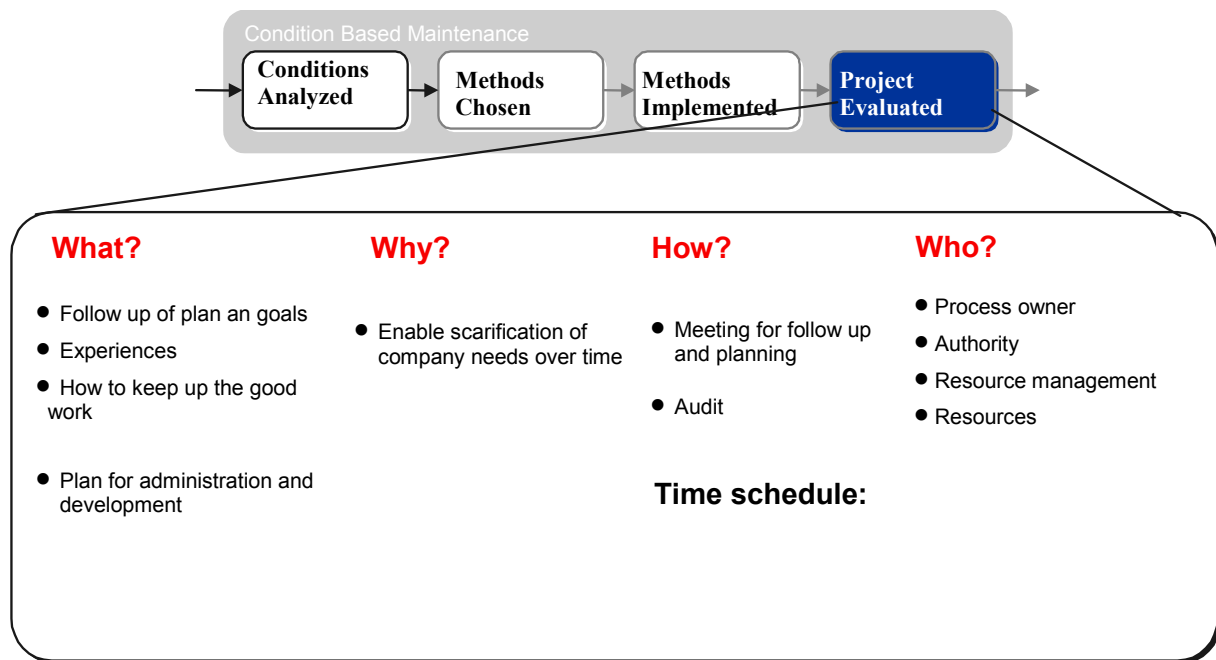 Condition Based Maintenance
Conditions
Analyzed
Methods
Chosen
Methods
Implemented
Project
Evaluated
What?
● Follow up of plan an goals
● Experiences
● How to keep up the good
work
● Plan for administration and
development
Why?
● Enable scarification of
company needs over time
How?
● Meeting for follow up
and planning
● Audit
Time schedule:
Who?
● Process owner
● Authority
● Resource management
● Resources